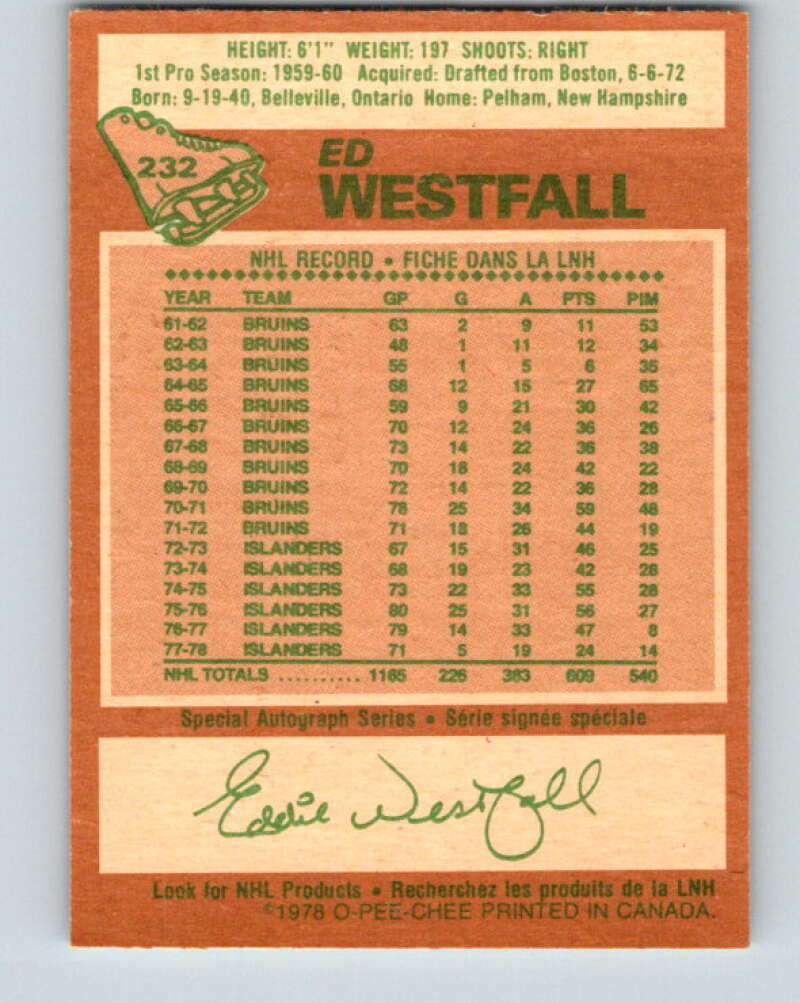 HEIGHT: 6'1" WEIGHT: 197 SHOOTS: RIGHT
1st Pro Season: 1959-60 Acquired: Drafted from Boston, 6-6-72
Born: 9-19-40, Belleville, Ontario Home: Pelham, New Hampshire
232
ED
WESTFALL
NHL RECORD • FICHE DANS LA LNH
YEAR TEAM GP G A PTS PIM
61-62 BRUINS 63 2 9 11 53
62-63 BRUINS 48 1 11 12 34
63-64 BRUINS 55 1 5 6 35
64-65 BRUINS 68 12 15 27 65
65-66 BRUINS 59 9 21 30 42
66-67 BRUINS 70 12 24 36 26
67-68 BRUINS 73 14 22 36 38
68-69 BRUINS 70 18 24 42 22
69-70 BRUINS 72 14 22 36 28
70-71 BRUINS 78 25 34 59 48
71-72 BRUINS 71 18 26 44 19
72-73 ISLANDERS 67 15 31 46 25
73-74 ISLANDERS 68 19 23 42 28
74-75 ISLANDERS 73 22 33 55 28
75-76 ISLANDERS 80 25 31 56 27
76-77 ISLANDERS 79 14 33 47 8
77-78 ISLANDERS 71 5 19 24 14
NHL TOTALS .......... 1165 226 383 609 540
Special Autograph Series • Série signée spéciale
Eddie Westfall
Look for NHL Products • Recherchez les produits de la LNH
©1978 O-PEE-CHEE PRINTED IN CANADA.